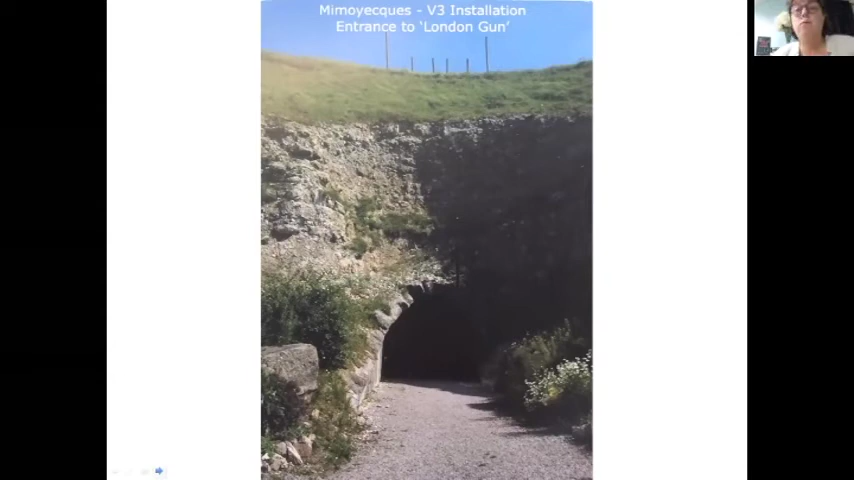 Mimoyecques - V3 Installation
Entrance to ‘London Gun’